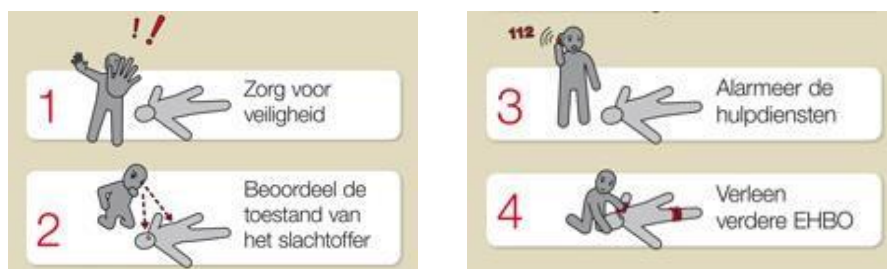 !!
1
Zorg voor
veiligheid
2
Beoordeel de
toestand van
het slachtoffer
112
3
Alarmeer de
hulpdiensten
4
Verleen
verdere EHBO